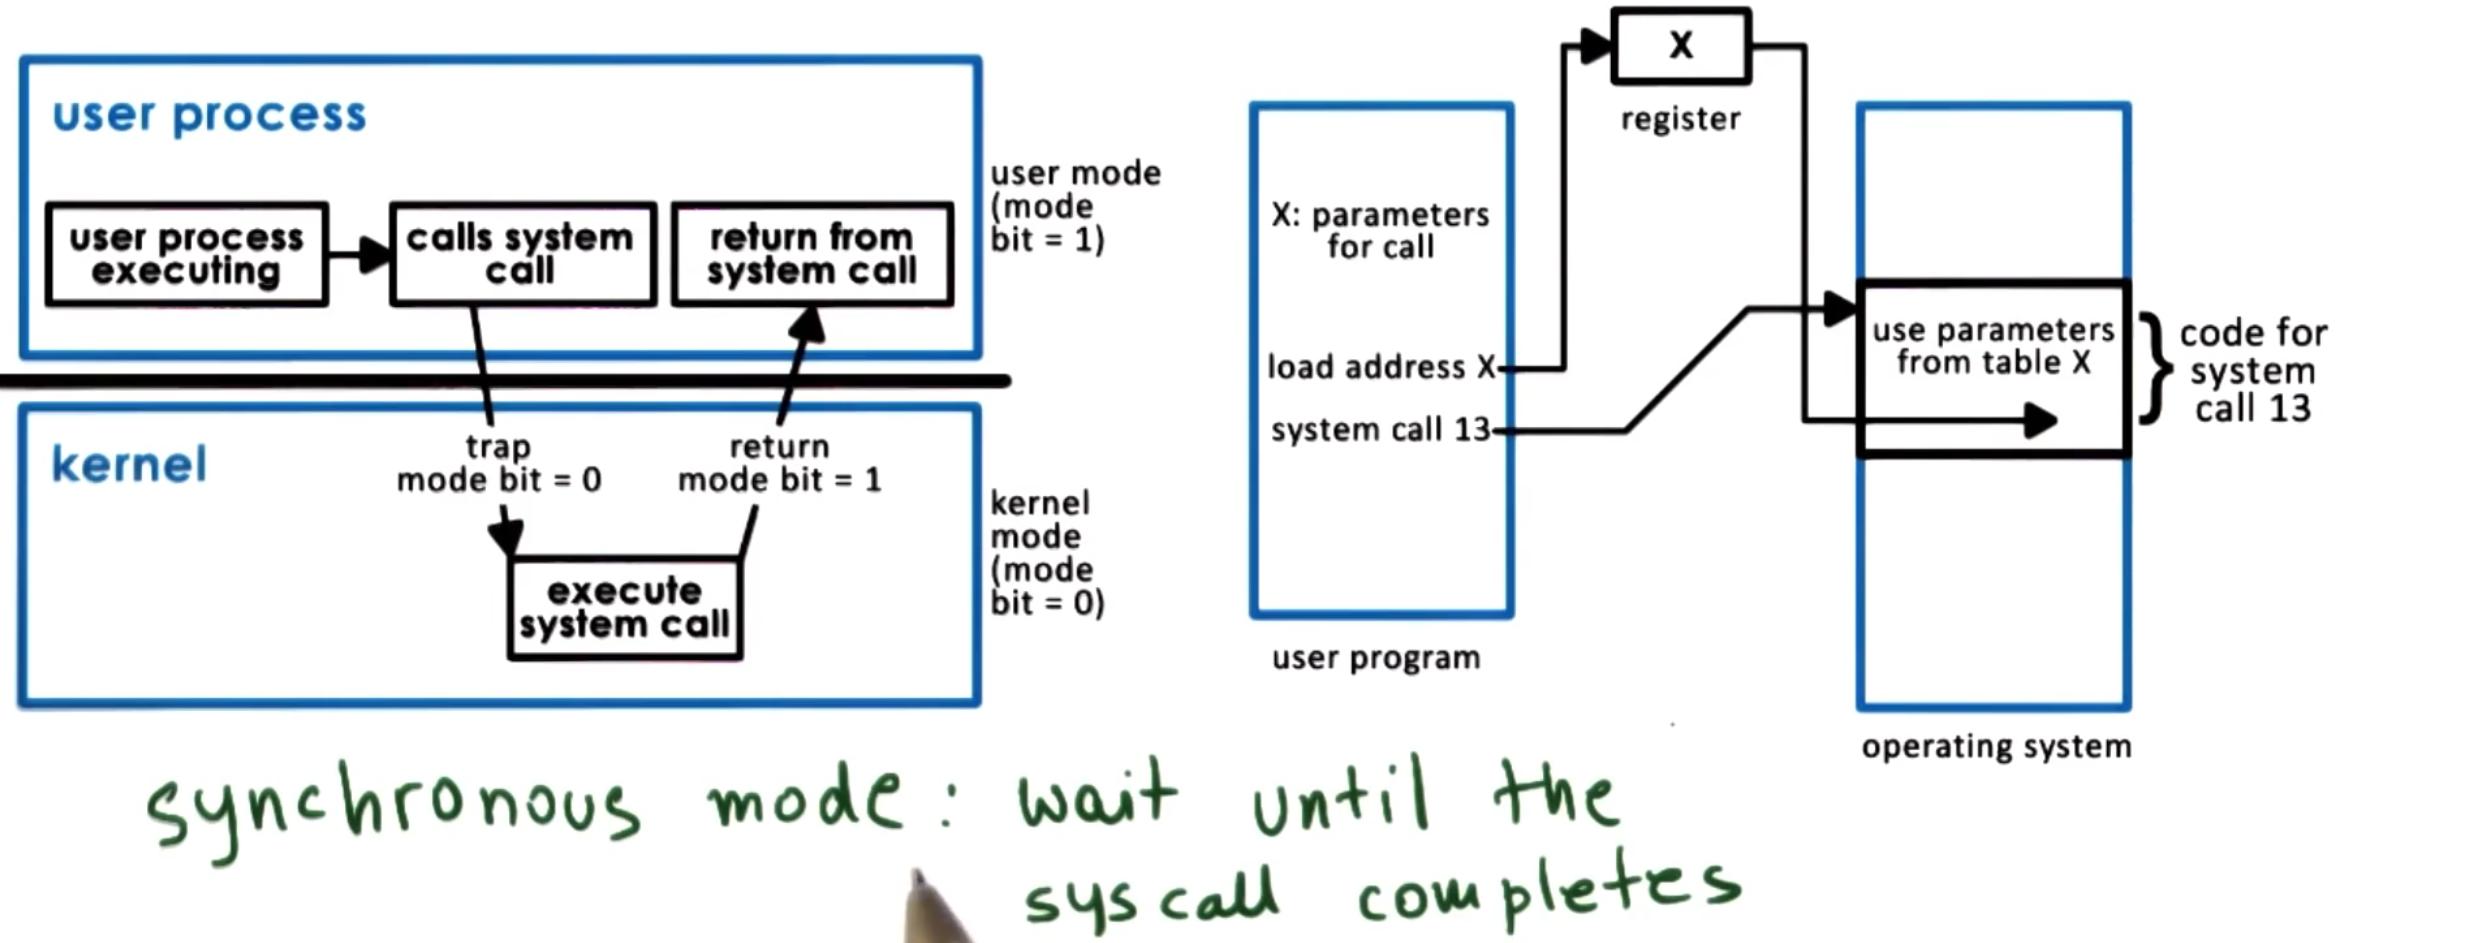 user process
user process
executing
calls system
call
return from
system call
user mode
(mode
bit = 1)
kernel
trap
mode bit = 0
return
mode bit = 1
execute
system call
kernel
mode
(mode
bit = 0)
X
register
X: parameters
for call
load address X
system call 13
user program
use parameters
from table X
code for
system
call 13
operating system
synchronous mode: wait until the
syscall completes